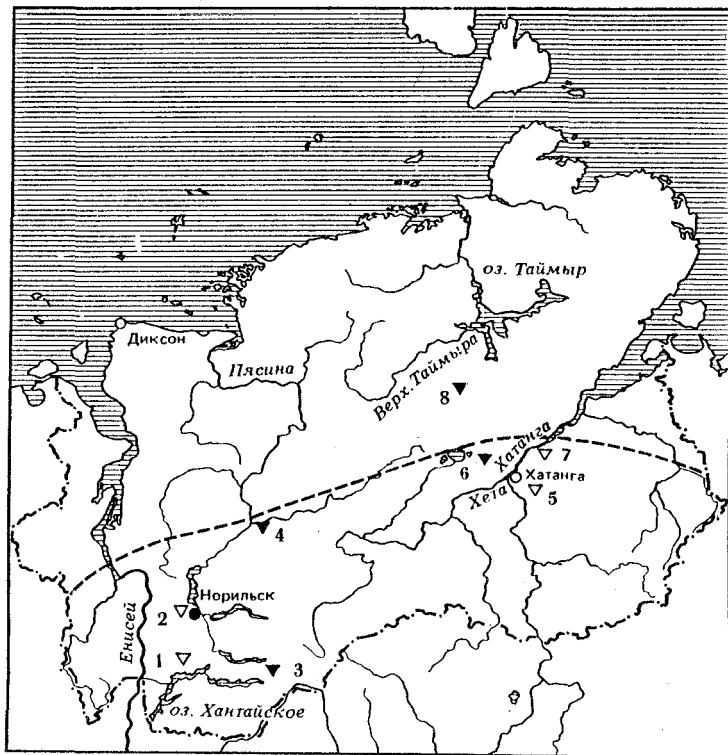 оз. Таймыр
Диксон
Пясина
Верх. Таймыра
8
Хатанга
7
6
Хатанга
Хета
5
4
Норильск
2
Енисей
1
3
оз. Хантайское